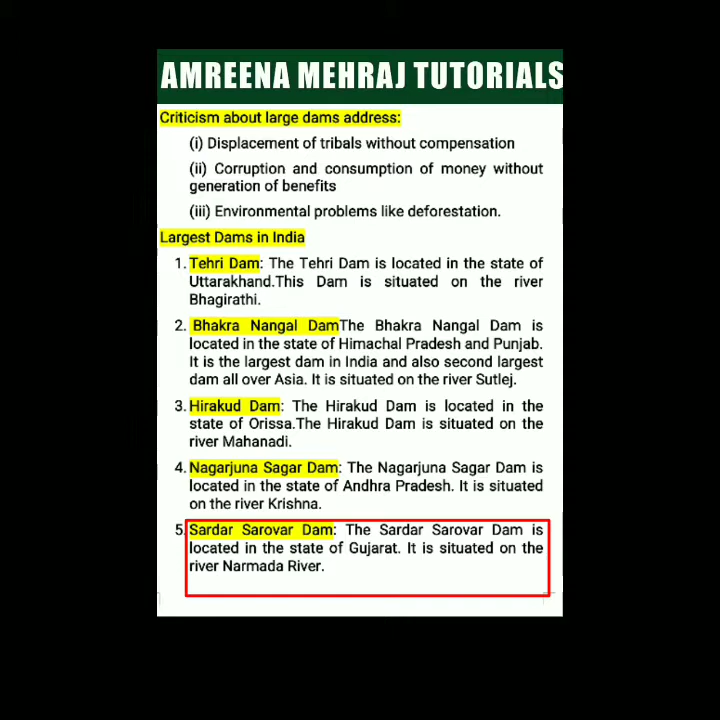 AMREENA MEHRAJ TUTORIALS
Criticism about large dams address:
(i) Displacement of tribals without compensation
(ii) Corruption and consumption of money without
generation of benefits
(iii) Environmental problems like deforestation.
Largest Dams in India
1. Tehri Dam: The Tehri Dam is located in the state of
Uttarakhand.This Dam is situated on the river
Bhagirathi.
2. Bhakra Nangal DamThe Bhakra Nangal Dam is
located in the state of Himachal Pradesh and Punjab.
It is the largest dam in India and also second largest
dam all over Asia. It is situated on the river Sutlej.
3. Hirakud Dam: The Hirakud Dam is located in the
state of Orissa.The Hirakud Dam is situated on the
river Mahanadi.
4. Nagarjuna Sagar Dam: The Nagarjuna Sagar Dam is
located in the state of Andhra Pradesh. It is situated
on the river Krishna.
5. Sardar Sarovar Dam: The Sardar Sarovar Dam is
located in the state of Gujarat. It is situated on the
river Narmada River.